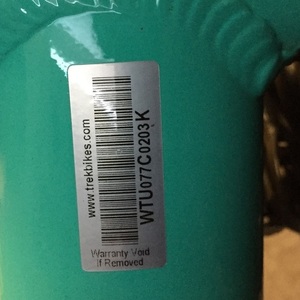 www.trekbikes.com
WTU077C0203K
Warranty Void
if Removed